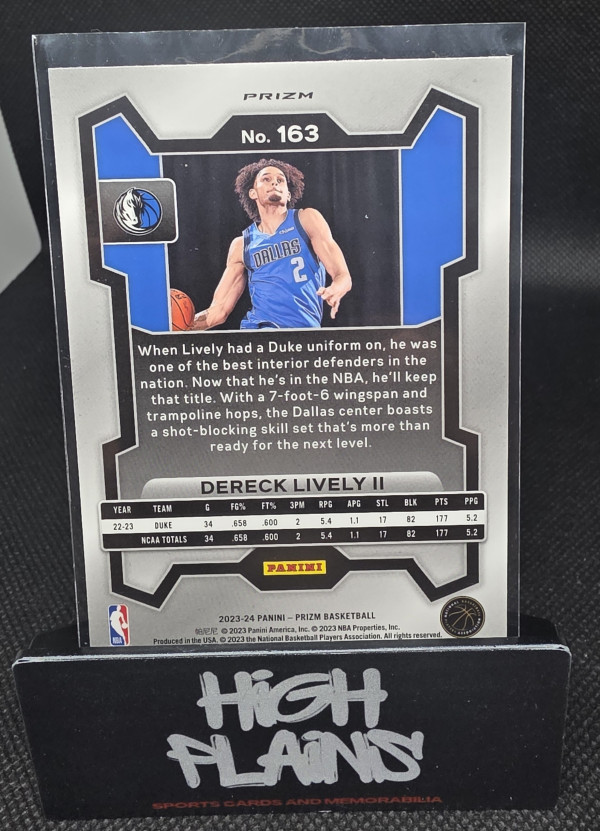 PRIZM
No. 163
DALLAS
2
When Lively had a Duke uniform on, he was
one of the best interior defenders in the
nation. Now that he's in the NBA, he'll keep
that title. With a 7-foot-6 wingspan and
trampoline hops, the Dallas center boasts
a shot-blocking skill set that's more than
ready for the next level.
DERECK LIVELY II
YEAR TEAM G FG% FT% 3PM RPG APG STL BLK PTS PPG
22-23 DUKE 34 .658 .600 2 5.4 1.1 17 82 177 5.2
NCAA TOTALS 34 .658 .600 2 5.4 1.1 17 82 177 5.2
PANINI
2023-24 PANINI – PRIZM BASKETBALL
帕尼尼 © 2023 Panini America, Inc. © 2023 NBA Properties, Inc.
Produced in the USA. © 2023 the National Basketball Players Association. All rights reserved.
NBA
HIGH
PLAINS
SPORTS CARDS AND MEMORABILIA